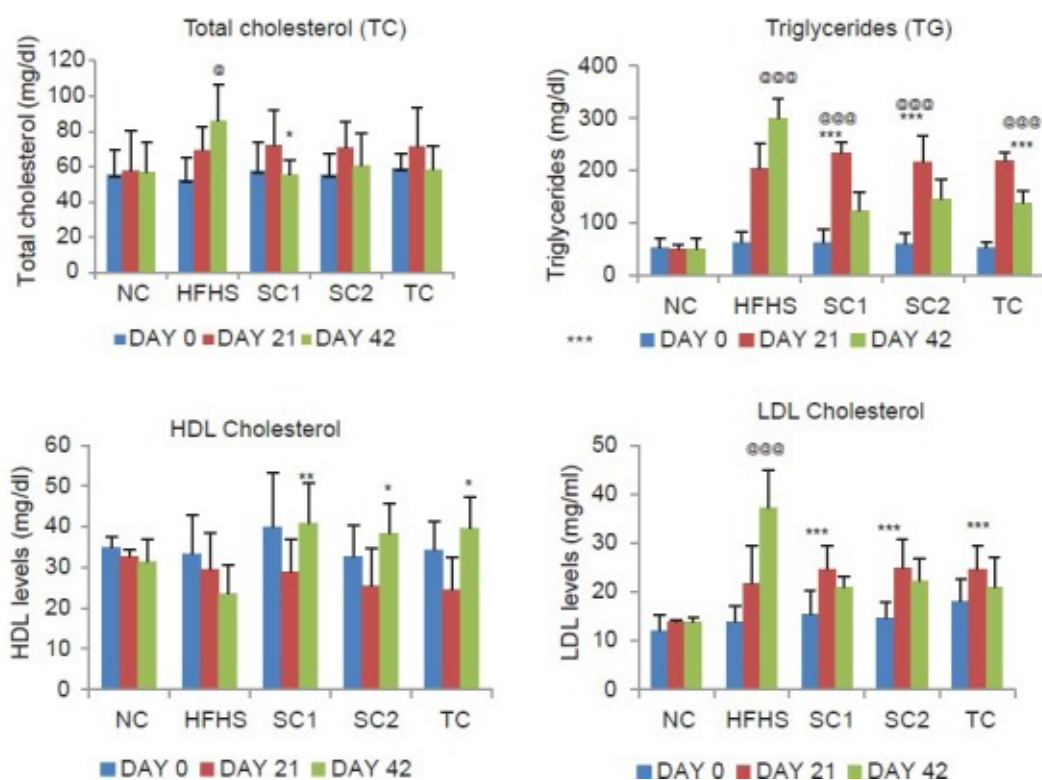 Total cholesterol (TC)
Total cholesterol (mg/dl)
120
100
80
60
40
20
0
@
*
NC HFHS SC1 SC2 TC
DAY 0 DAY 21 DAY 42
Triglycerides (TG)
Triglycerides (mg/dl)
400
300
200
100
0
@@@
@@@
***
@@@
***
@@@
***
NC HFHS SC1 SC2 TC
*** DAY 0 DAY 21 DAY 42
HDL Cholesterol
HDL levels (mg/dl)
60
50
40
30
20
10
0
**
*
*
NC HFHS SC1 SC2 TC
DAY 0 DAY 21 DAY 42
LDL Cholesterol
LDL levels (mg/ml)
50
40
30
20
10
0
@@@
***
***
***
NC HFHS SC1 SC2 TC
DAY 0 DAY 21 DAY 42